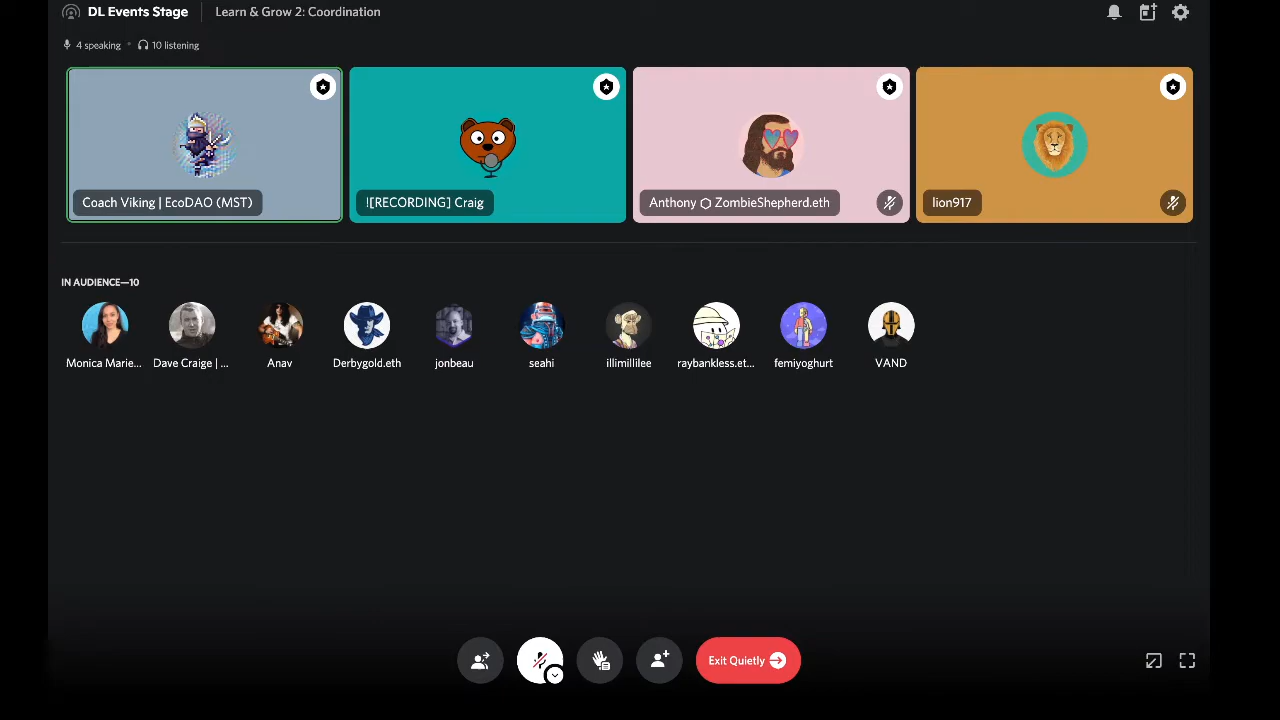 DL Events Stage
Learn & Grow 2: Coordination
4 speaking • 10 listening
Coach Viking | EcoDAO (MST)
![RECORDING] Craig
Anthony ⬡ ZombieShepherd.eth
lion917
IN AUDIENCE—10
Monica Marie...
Dave Craige | ...
Anav
Derbygold.eth
jonbeau
seahi
illimillilee
raybankless.et...
femiyoghurt
VAND
Exit Quietly